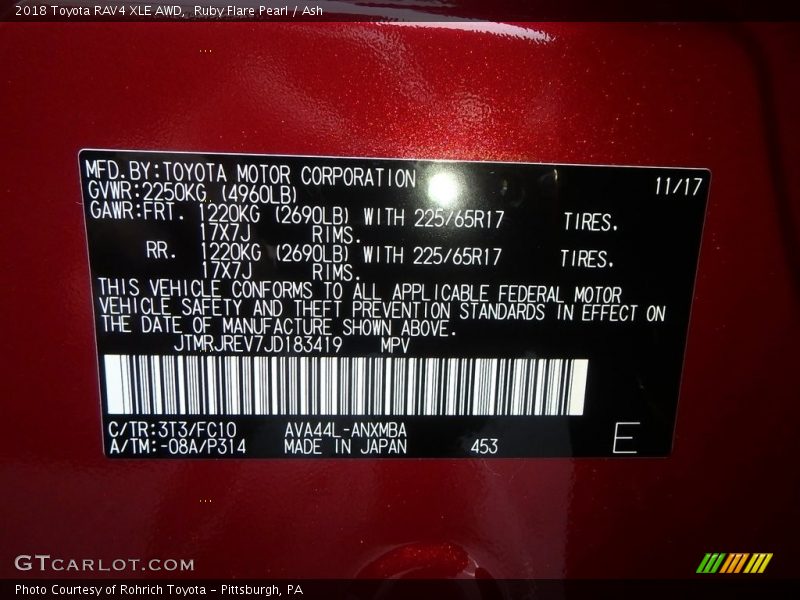 2018 Toyota RAV4 XLE AWD,  Ruby Flare Pearl / Ash
MFD.BY:TOYOTA MOTOR CORPORATION 11/17
GVWR:2250KG (4960LB)
GAWR:FRT. 1220KG (2690LB) WITH 225/65R17 TIRES.
17X7J RIMS.
RR. 1220KG (2690LB) WITH 225/65R17 TIRES.
17X7J RIMS.
THIS VEHICLE CONFORMS TO ALL APPLICABLE FEDERAL MOTOR
VEHICLE SAFETY AND THEFT PREVENTION STANDARDS IN EFFECT ON
THE DATE OF MANUFACTURE SHOWN ABOVE.
JTMRJREV7JD183419 MPV
C/TR:3T3/FC10 AVA44L-ANXMBA
A/TM:-08A/P314 MADE IN JAPAN 453 E
GTCARLOT.COM
Photo Courtesy of Rohrich Toyota - Pittsburgh, PA